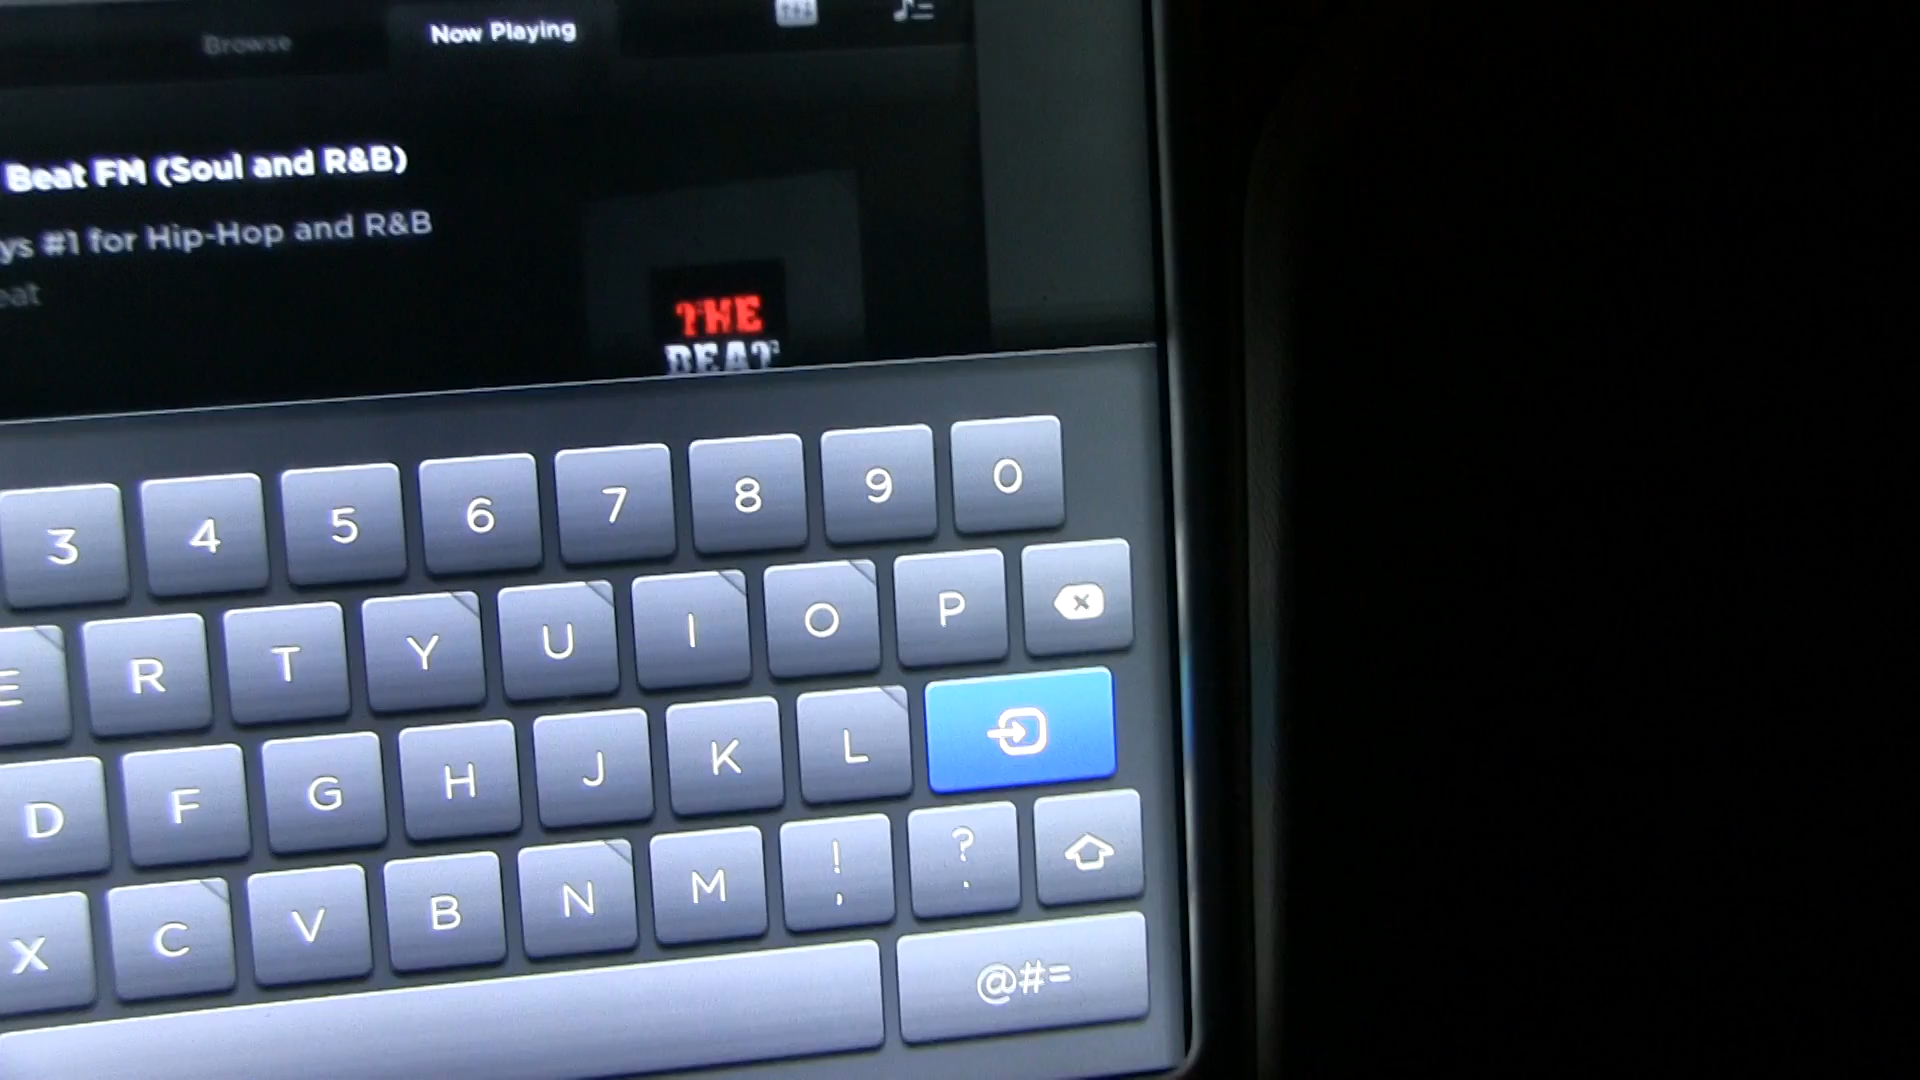 Browse Now Playing
Beat FM (Soul and R&B)
ys #1 for Hip-Hop and R&B
eat
THE
BEAT
3 4 5 6 7 8 9 0
E R T Y U I O P
D F G H J K L
X C V B N M ! , ? .
@#=